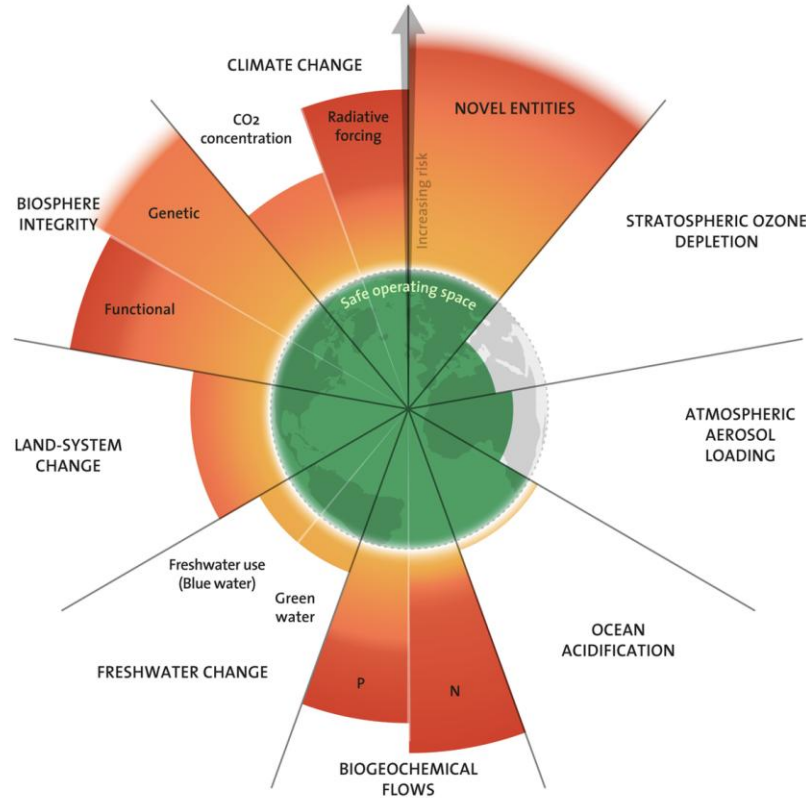 CLIMATE CHANGE
CO2
concentration
Radiative
forcing
Increasing risk
NOVEL ENTITIES
STRATOSPHERIC OZONE
DEPLETION
BIOSPHERE
INTEGRITY
Genetic
Functional
Safe operating space
LAND-SYSTEM
CHANGE
ATMOSPHERIC
AEROSOL
LOADING
Freshwater use
(Blue water)
Green
water
FRESHWATER CHANGE
P
N
BIOGEOCHEMICAL
FLOWS
OCEAN
ACIDIFICATION